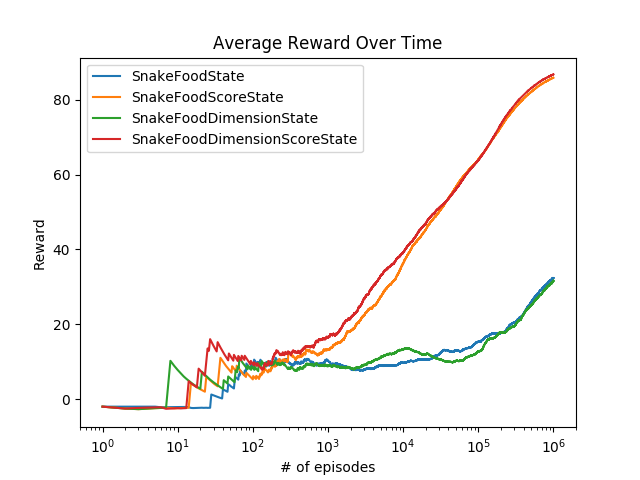 Average Reward Over Time
SnakeFoodState
SnakeFoodScoreState
SnakeFoodDimensionState
SnakeFoodDimensionScoreState
Reward
80
60
40
20
0
10^0 10^1 10^2 10^3 10^4 10^5 10^6
# of episodes